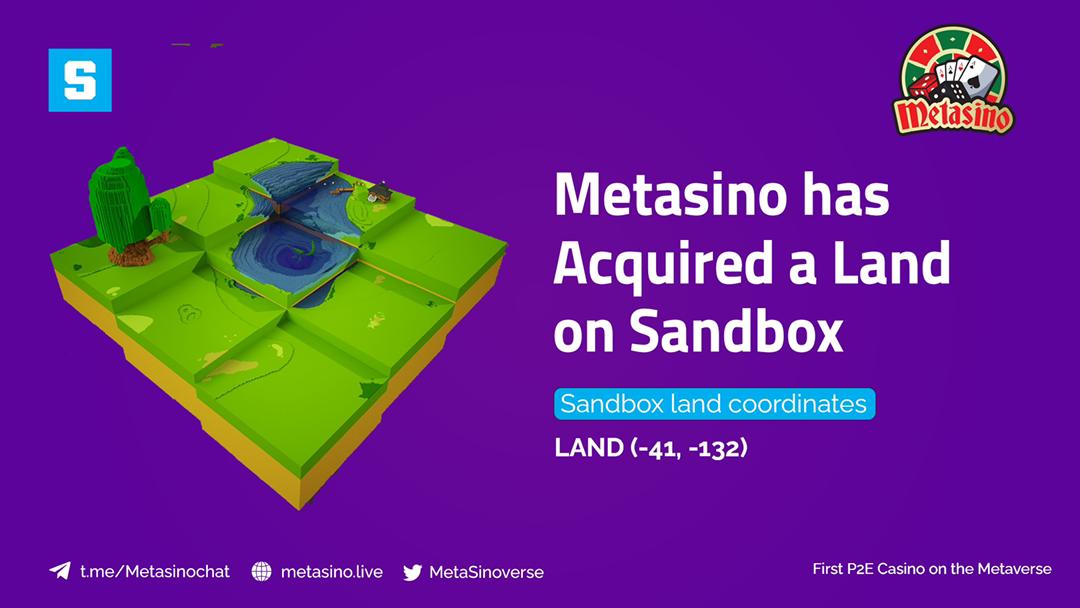 S
Metasino
Metasino has
Acquired a Land
on Sandbox
Sandbox land coordinates
LAND (-41, -132)
t.me/Metasinochat
metasino.live
MetaSinoverse
First P2E Casino on the Metaverse